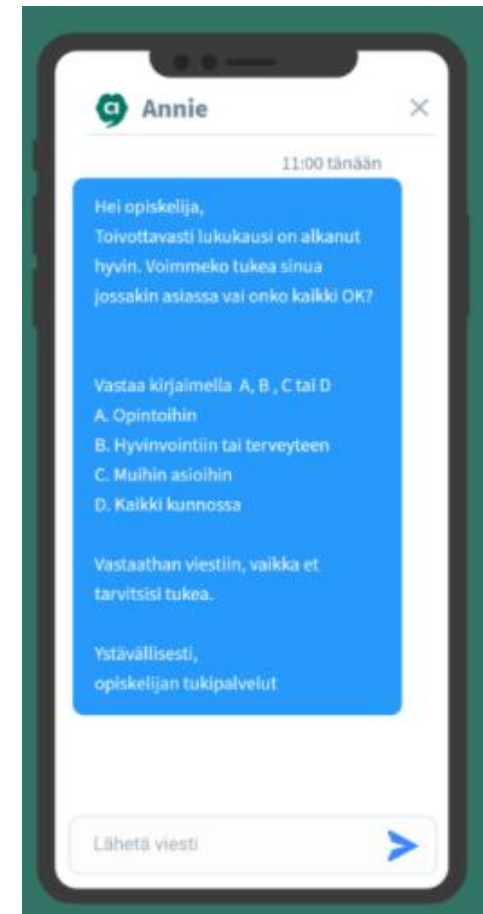 Annie
11:00 tänään
Hei opiskelija,
Toivottavasti lukukausi on alkanut
hyvin. Voimmeko tukea sinua
jossakin asiassa vai onko kaikki OK?
Vastaa kirjaimella A, B , C tai D
A. Opintoihin
B. Hyvinvointiin tai terveyteen
C. Muihin asioihin
D. Kaikki kunnossa
Vastaathan viestiin, vaikka et
tarvitsisi tukea.
Ystävällisesti,
opiskelijan tukipalvelut
Lähetä viesti